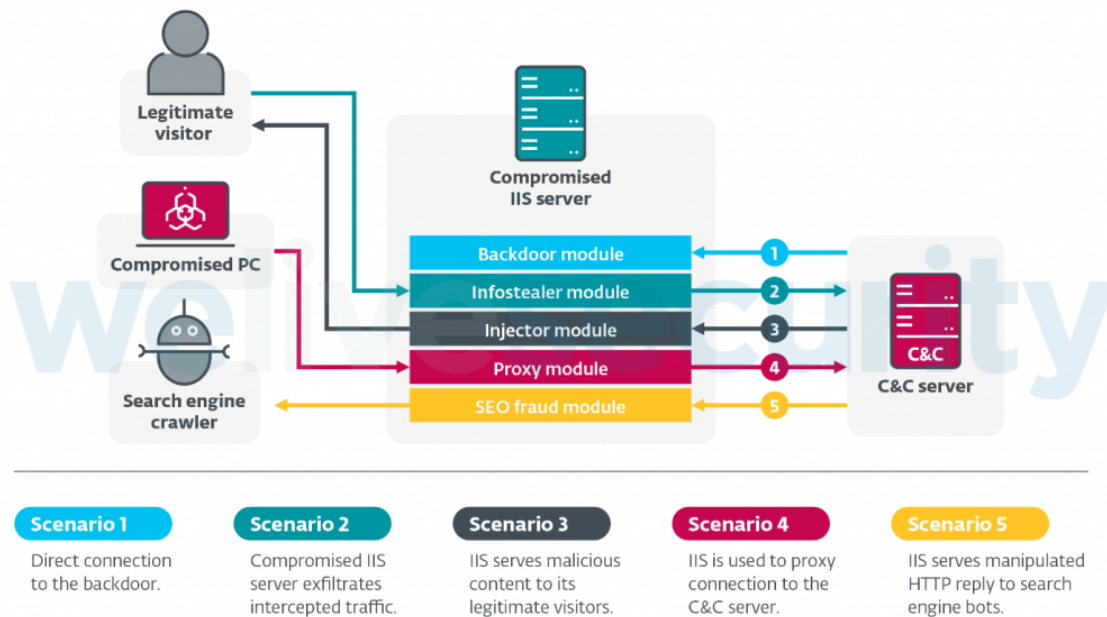 Legitimate
visitor
Compromised
IIS server
Compromised PC
Backdoor module
1
Infostealer module
2
Injector module
3
Proxy module
4
SEO fraud module
5
C&C
C&C server
Search engine
crawler
welivesecurity
Scenario 1
Direct connection
to the backdoor.
Scenario 2
Compromised IIS
server exfiltrates
intercepted traffic.
Scenario 3
IIS serves malicious
content to its
legitimate visitors.
Scenario 4
IIS is used to proxy
connection to the
C&C server.
Scenario 5
IIS serves manipulated
HTTP reply to search
engine bots.